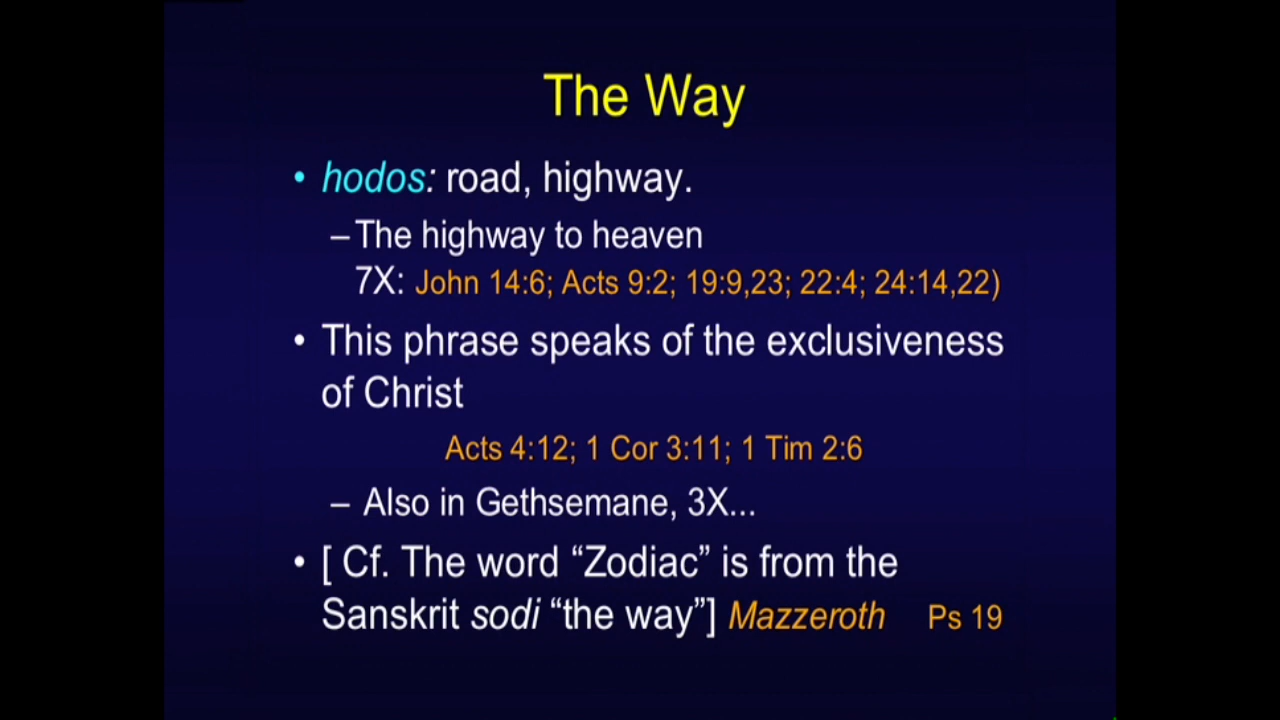 The Way
• hodos: road, highway.
–The highway to heaven
7X: John 14:6; Acts 9:2; 19:9,23; 22:4; 24:14,22)
• This phrase speaks of the exclusiveness
of Christ
Acts 4:12; 1 Cor 3:11; 1 Tim 2:6
– Also in Gethsemane, 3X...
• [ Cf. The word “Zodiac” is from the
Sanskrit sodi “the way”] Mazzeroth Ps 19